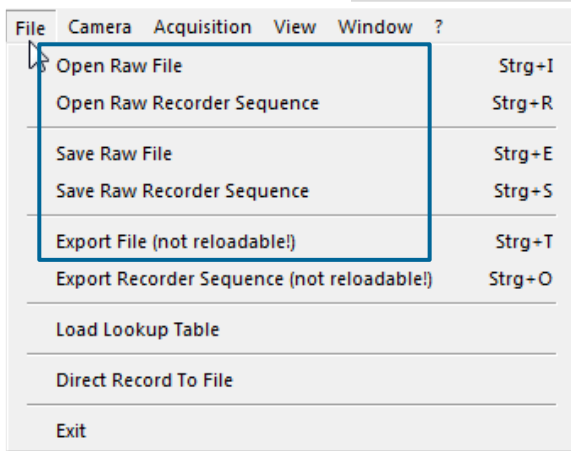 File Camera Acquisition View Window ?
Open Raw File Strg+I
Open Raw Recorder Sequence Strg+R
Save Raw File Strg+E
Save Raw Recorder Sequence Strg+S
Export File (not reloadable!) Strg+T
Export Recorder Sequence (not reloadable!) Strg+O
Load Lookup Table
Direct Record To File
Exit